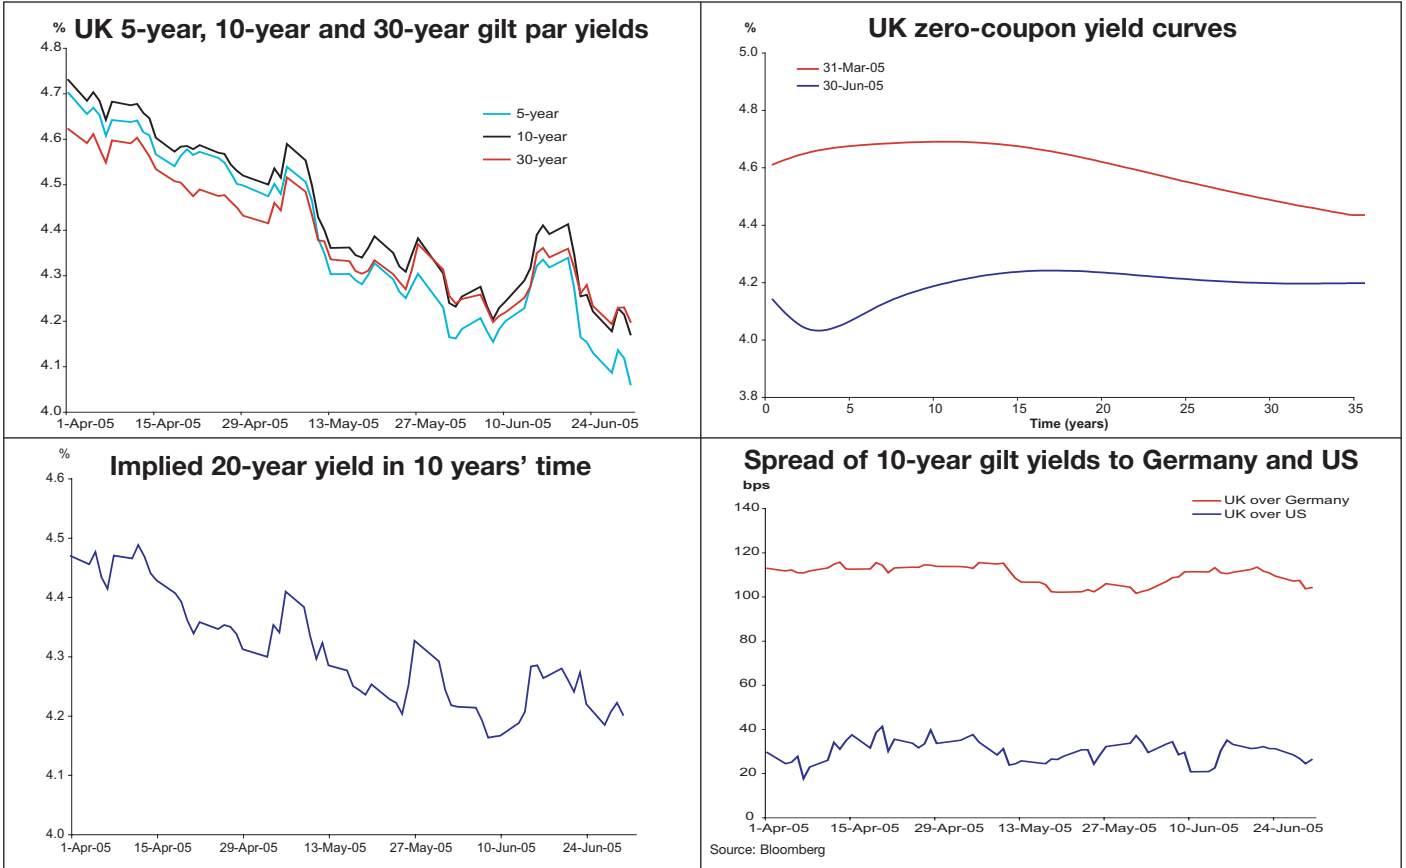 UK 5-year, 10-year and 30-year gilt par yields
%
4.8
4.7
4.6
4.5
4.4
4.3
4.2
4.1
4.0
5-year
10-year
30-year
1-Apr-05 15-Apr-05 29-Apr-05 13-May-05 27-May-05 10-Jun-05 24-Jun-05
UK zero-coupon yield curves
%
5.0
4.8
4.6
4.4
4.2
4.0
3.8
31-Mar-05
30-Jun-05
0 5 10 15 20 25 30 35
Time (years)
Implied 20-year yield in 10 years’ time
%
4.6
4.5
4.4
4.3
4.2
4.1
4.0
1-Apr-05 15-Apr-05 29-Apr-05 13-May-05 27-May-05 10-Jun-05 24-Jun-05
Spread of 10-year gilt yields to Germany and US
bps
140
120
100
80
60
40
20
0
UK over Germany
UK over US
1-Apr-05 15-Apr-05 29-Apr-05 13-May-05 27-May-05 10-Jun-05 24-Jun-05
Source: Bloomberg